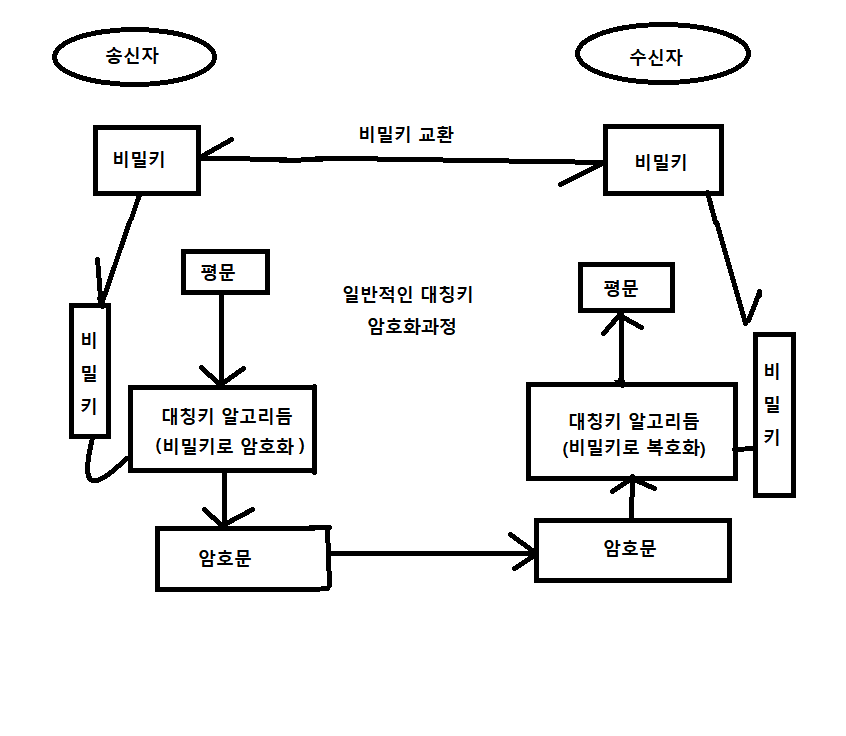 송신자
수신자
비밀키 교환
비밀키
비밀키
평문
일반적인 대칭키
암호화과정
평문
비
밀
키
대칭키 알고리듬
(비밀키로 암호화 )
대칭키 알고리듬
(비밀키로 복호화)
비
밀
키
암호문
암호문